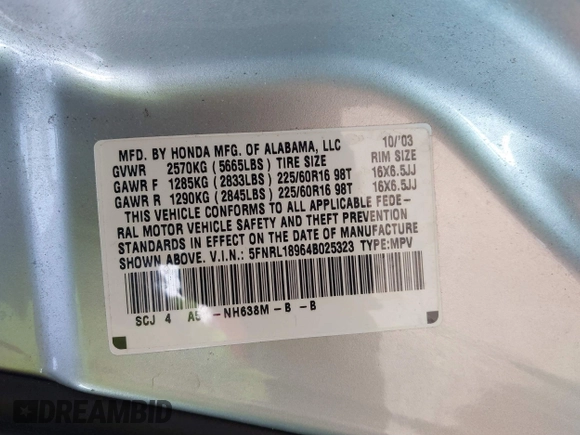 MFD. BY HONDA MFG. OF ALABAMA, LLC 10/'03
GVWR 2570KG ( 5665LBS ) TIRE SIZE RIM SIZE
GAWR F 1285KG ( 2833LBS ) 225/60R16 98T 16X6.5JJ
GAWR R 1290KG ( 2845LBS ) 225/60R16 98T 16X6.5JJ
THIS VEHICLE CONFORMS TO ALL APPLICABLE FEDE-
RAL MOTOR VEHICLE SAFETY AND THEFT PREVENTION
STANDARDS IN EFFECT ON THE DATE OF MANUFACTURE
SHOWN ABOVE. V.I.N.: 5FNRL18964B025323 TYPE:MPV
SCJ 4 -NH638M-B -B
DREAMBID